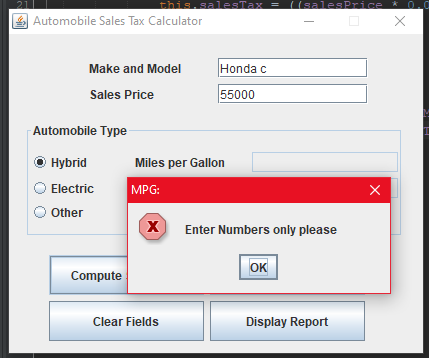 21
this.salesTax = ((salesPrice * 0.0
Automobile Sales Tax Calculator
Make and Model Honda c
Sales Price 55000
Automobile Type
Hybrid Miles per Gallon
Electric
Other
MPG:
Enter Numbers only please
OK
Compute
Clear Fields Display Report